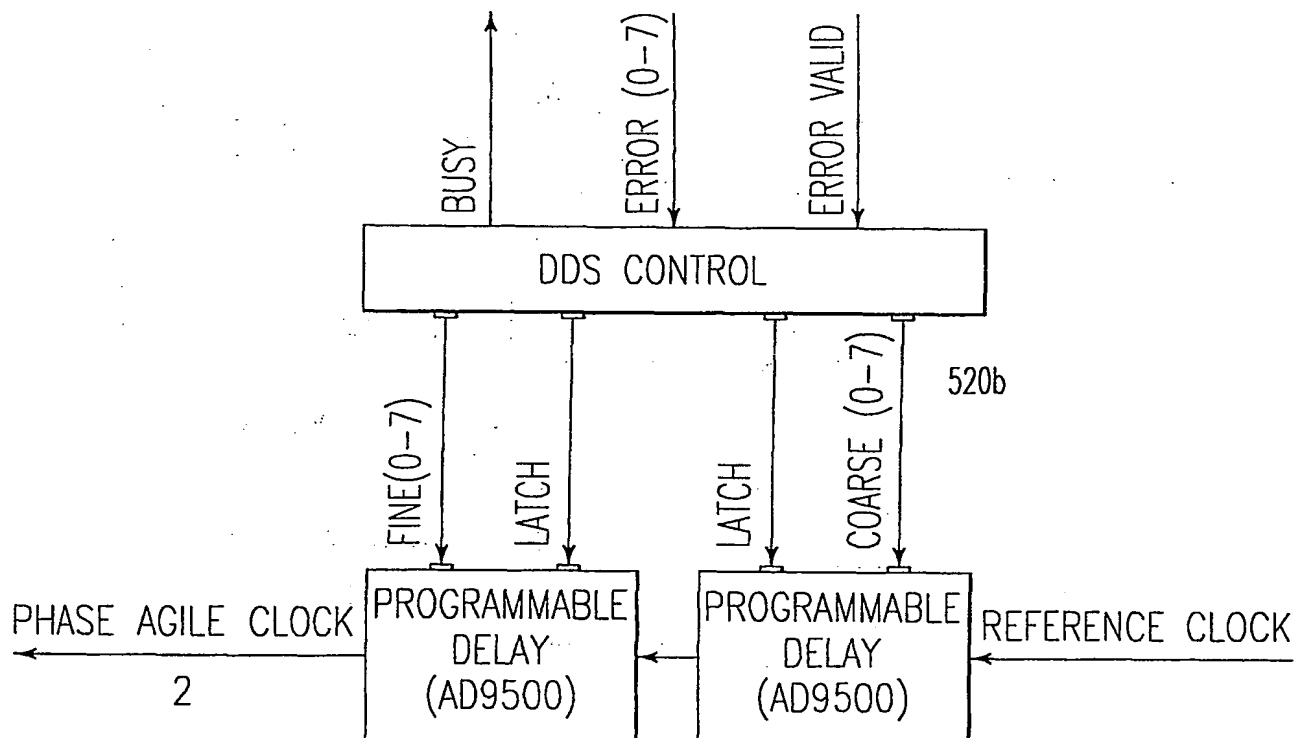 BUSY
ERROR (0-7)
ERROR VALID
DDS CONTROL
FINE(0-7)
LATCH
LATCH
COARSE (0-7)
520b
PHASE AGILE CLOCK
2
PROGRAMMABLE
DELAY
(AD9500)
PROGRAMMABLE
DELAY
(AD9500)
REFERENCE CLOCK